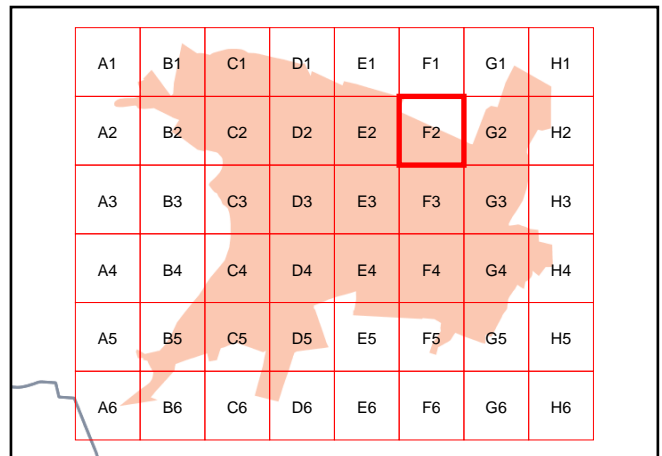 A1 B1 C1 D1 E1 F1 G1 H1
A2 B2 C2 D2 E2 F2 G2 H2
A3 B3 C3 D3 E3 F3 G3 H3
A4 B4 C4 D4 E4 F4 G4 H4
A5 B5 C5 D5 E5 F5 G5 H5
A6 B6 C6 D6 E6 F6 G6 H6